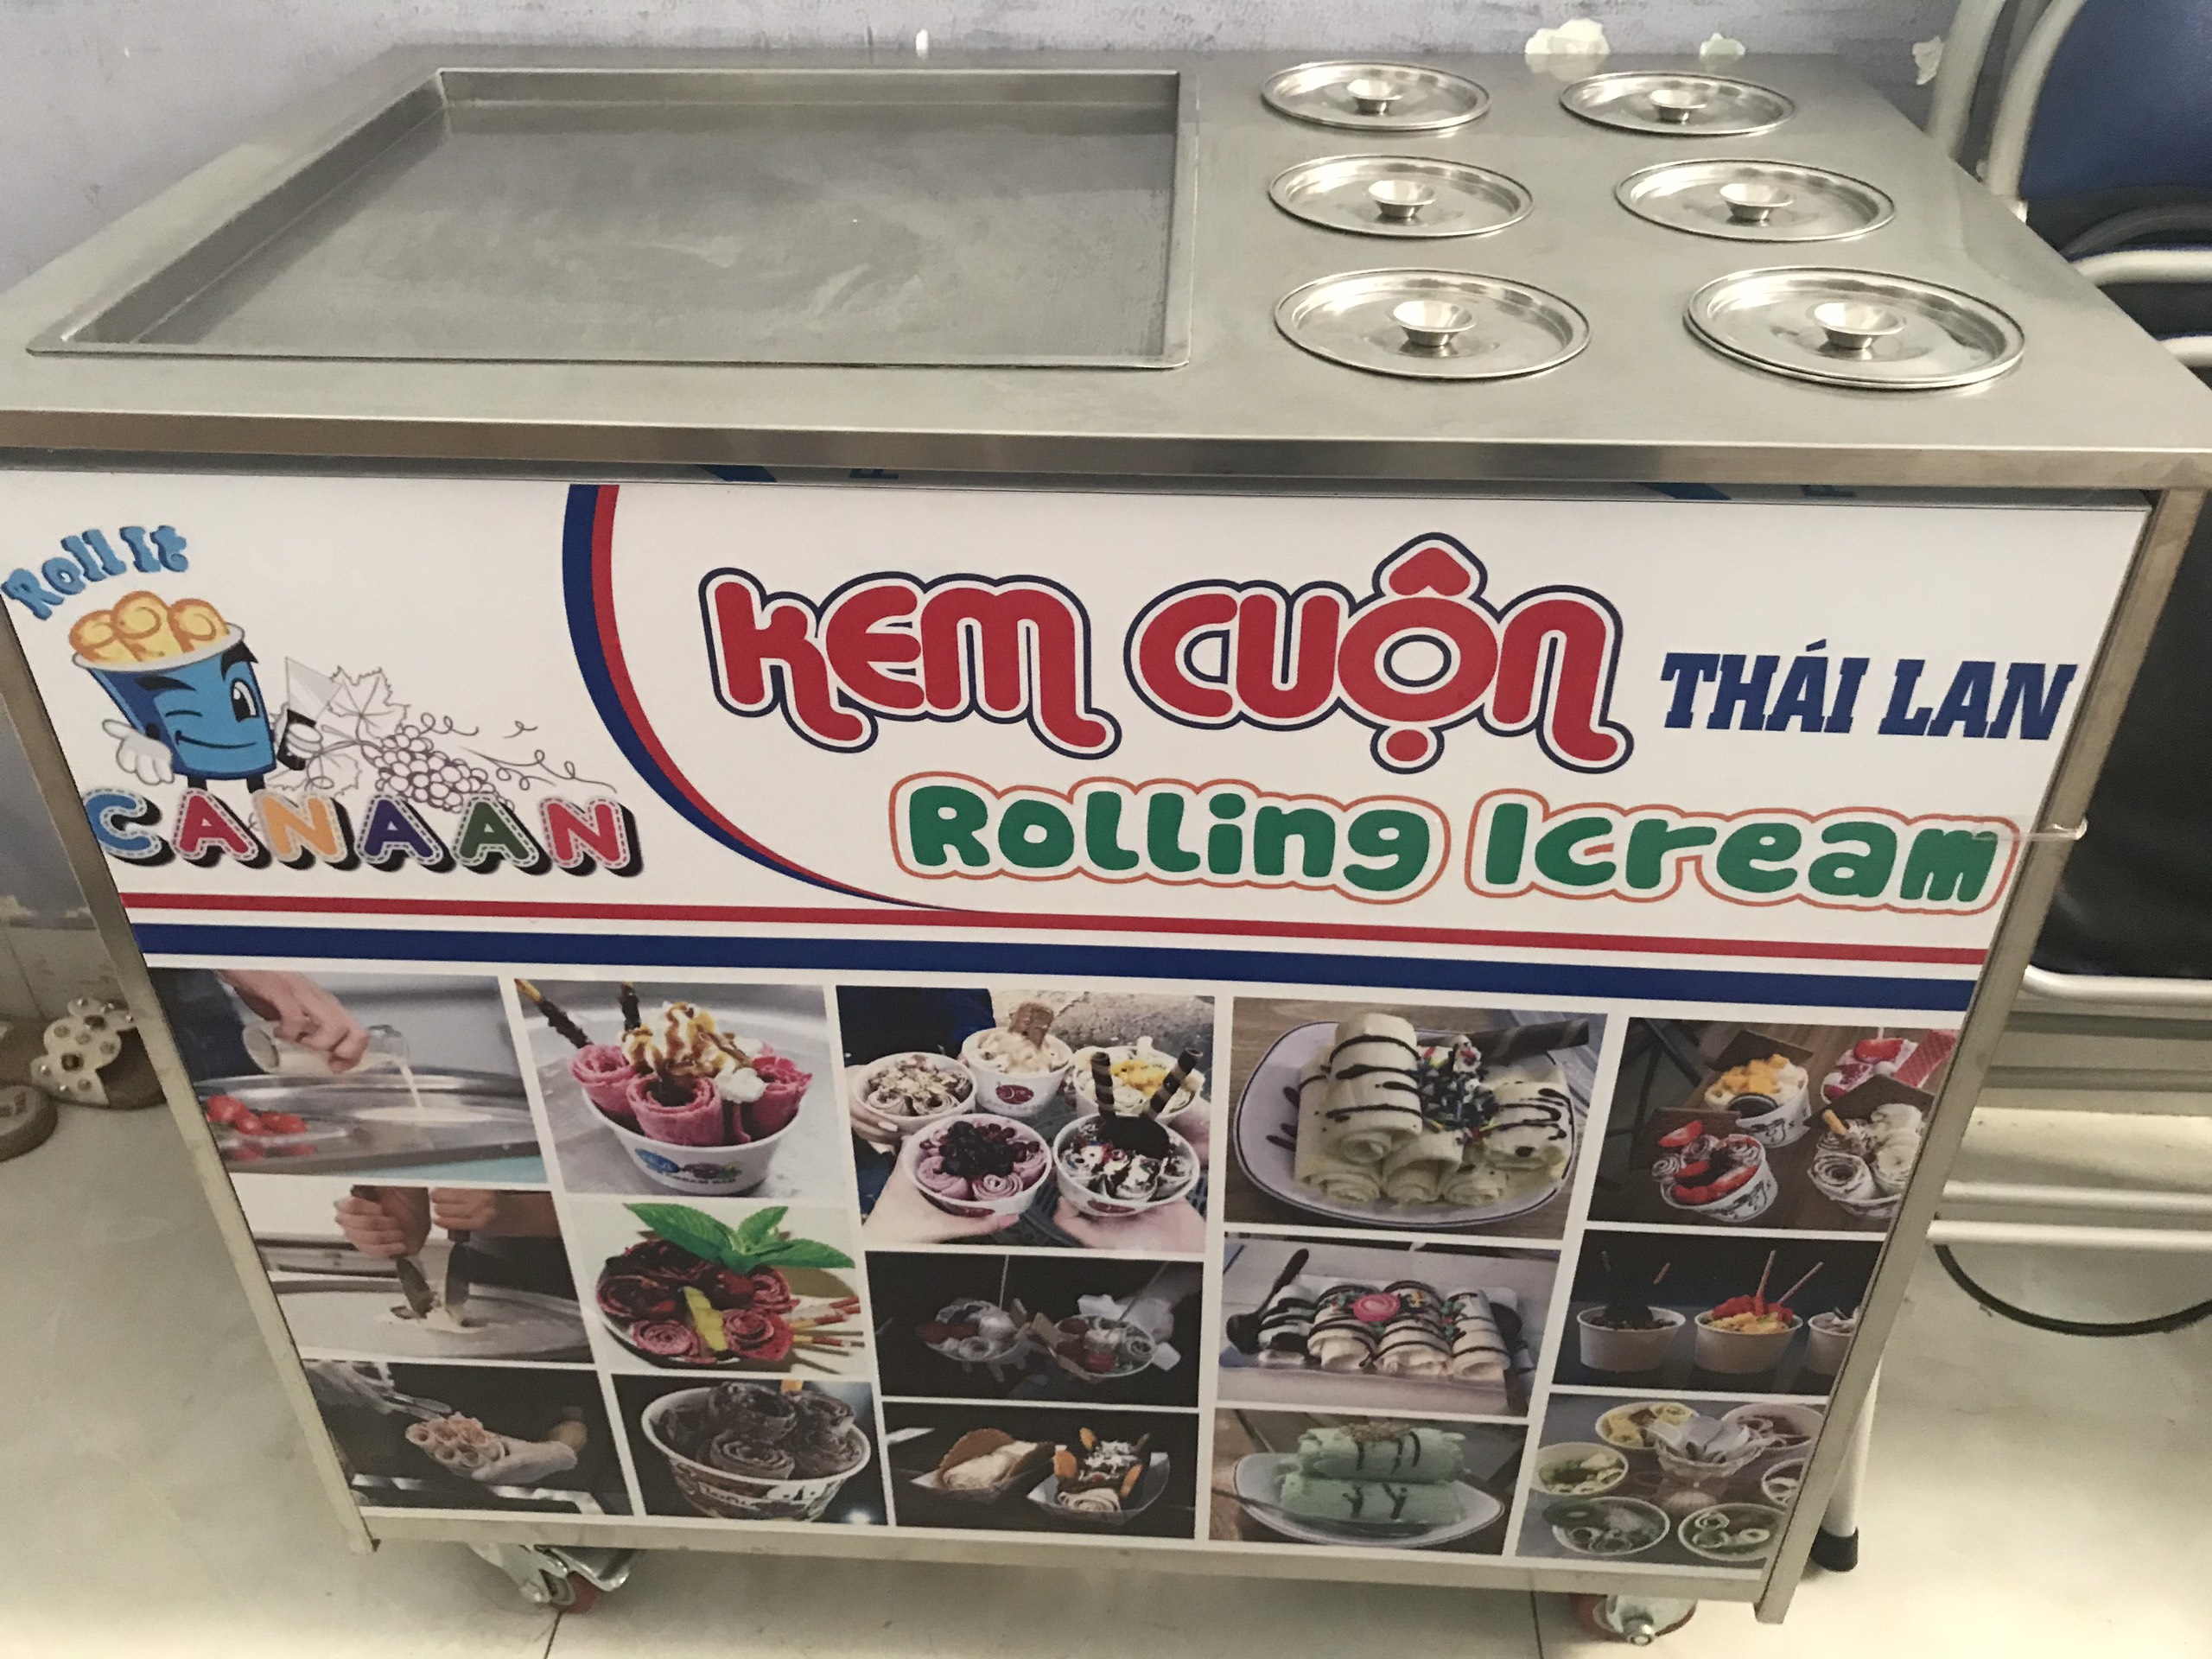 Roll It
CANAAN
KEM CUỘN THÁI LAN
Rolling Icream